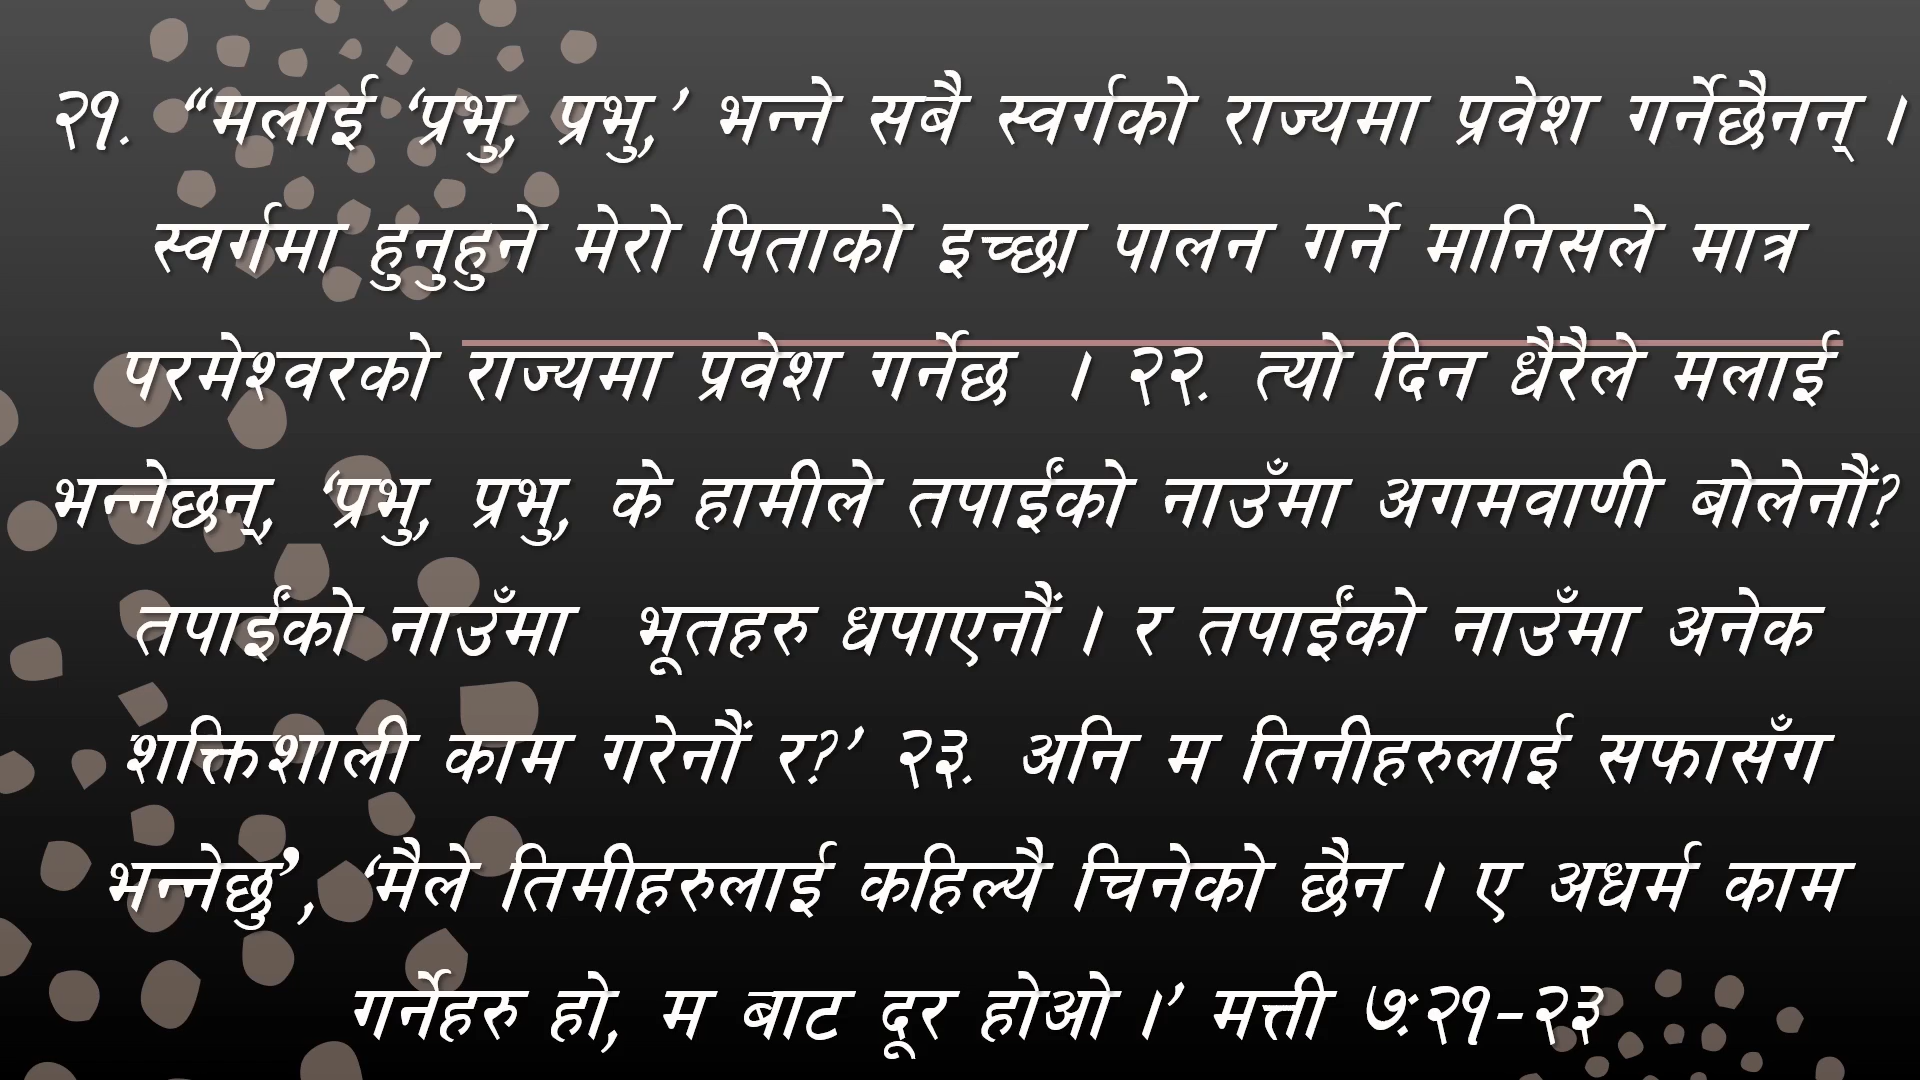 २१. “मलाई ‘प्रभु, प्रभु,’ भन्ने सबै स्वर्गको राज्यमा प्रवेश गर्नेछैनन् ।
स्वर्गमा हुनुहुने मेरो पिताको इच्छा पालन गर्ने मानिसले मात्र
परमेश्वरको राज्यमा प्रवेश गर्नेछ । २२. त्यो दिन धैरैले मलाई
भन्नेछन्, ‘प्रभु, प्रभु, के हामीले तपाईंको नाउँमा अगमवाणी बोलेनौं?
तपाईंको नाउँमा भूतहरु धपाएनौं । र तपाईंको नाउँमा अनेक
शक्तिशाली काम गरेनौं र?’ २३. अनि म तिनीहरुलाई सफासँग
भन्नेछु’, ‘मैले तिमीहरुलाई कहिल्यै चिनेको छैन । ए अधर्म काम
गर्नेहरु हो, म बाट दूर होओ ।’ मत्ती ७:२१-२३